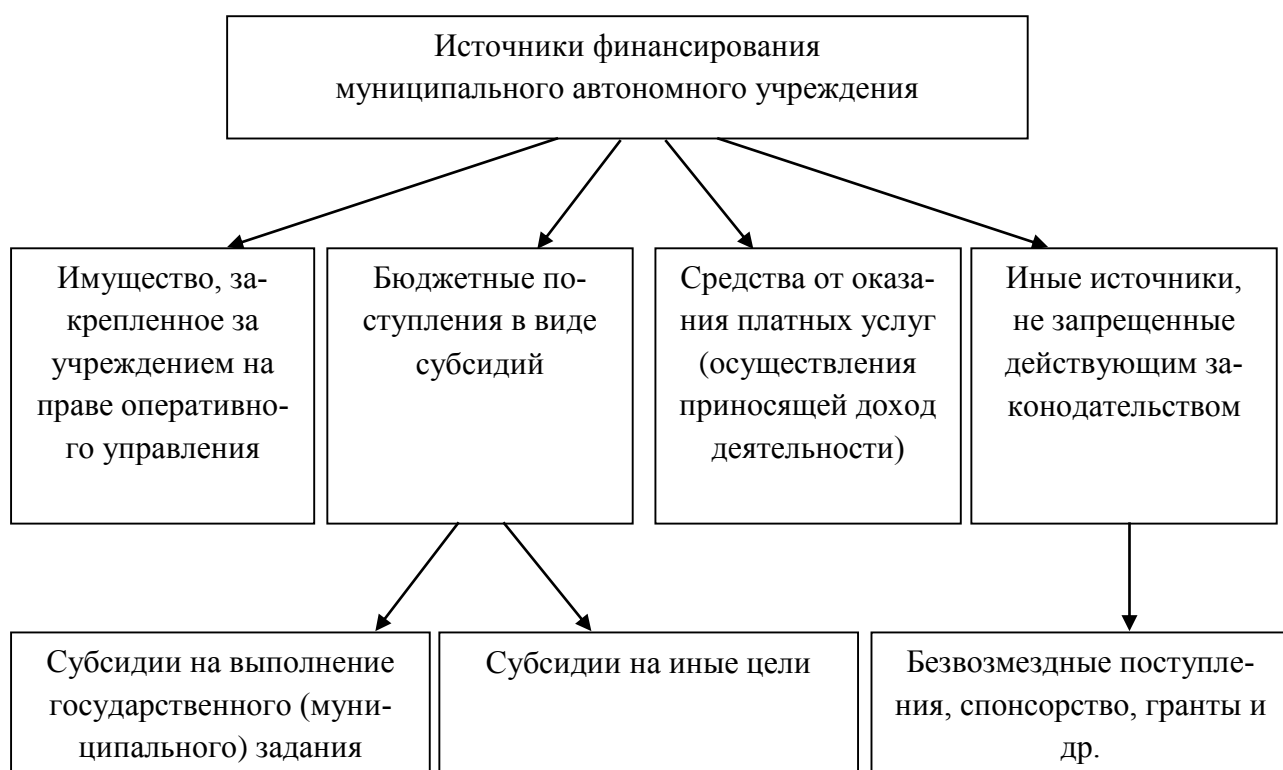 Источники финансирования
муниципального автономного учреждения
Имущество, за-
крепленное за
учреждением на
праве оперативно-
го управления
Бюджетные по-
ступления в виде
субсидий
Средства от оказа-
ния платных услуг
(осуществления
приносящей доход
деятельности)
Иные источники,
не запрещенные
действующим за-
конодательством
Субсидии на выполнение
государственного (муни-
ципального) задания
Субсидии на иные цели
Безвозмездные поступле-
ния, спонсорство, гранты и
др.